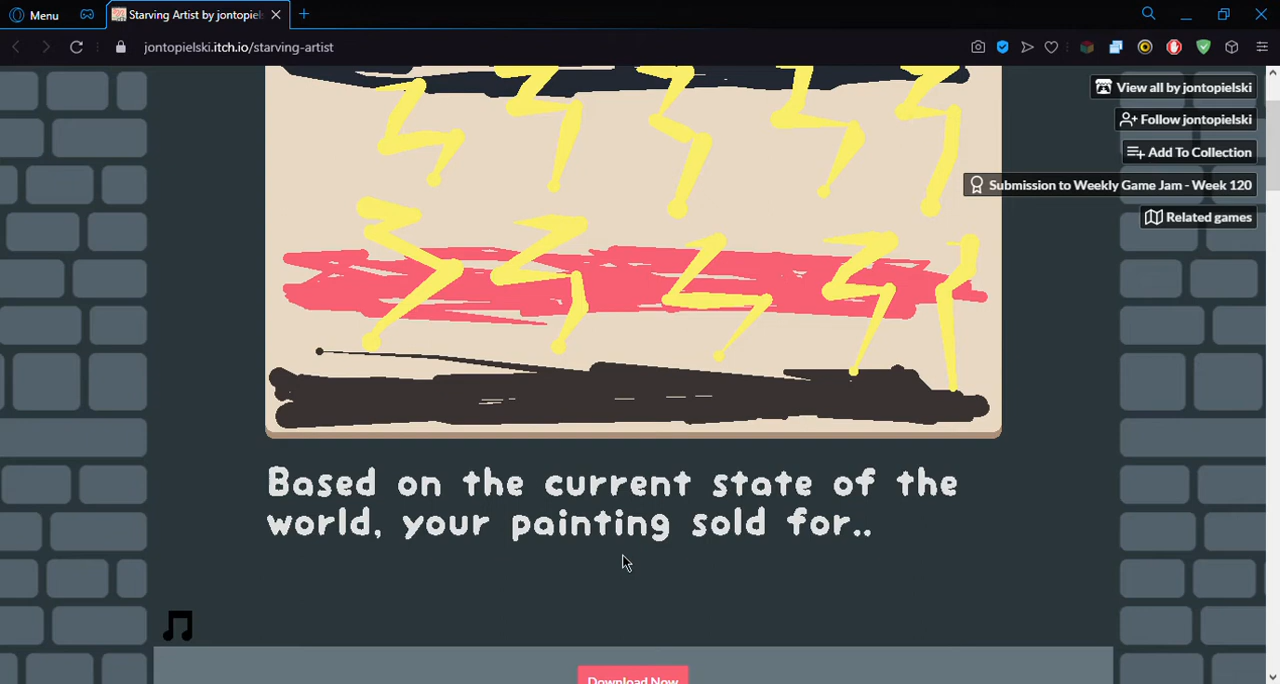 Menu
Starving Artist by jontopielsl
jontopielski.itch.io/starving-artist
View all by jontopielski
Follow jontopielski
Add To Collection
Submission to Weekly Game Jam - Week 120
Related games
Based on the current state of the
world, your painting sold for..
Download Now